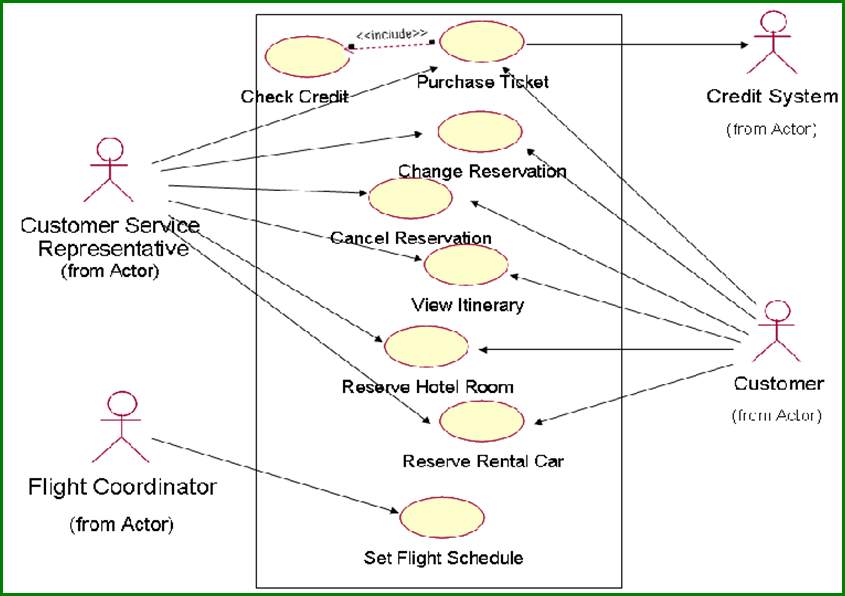 <<include>>
Check Credit
Purchase Ticket
Credit System
(from Actor)
Change Reservation
Customer Service
Representative
(from Actor)
Cancel Reservation
View Itinerary
Reserve Hotel Room
Customer
(from Actor)
Reserve Rental Car
Flight Coordinator
(from Actor)
Set Flight Schedule